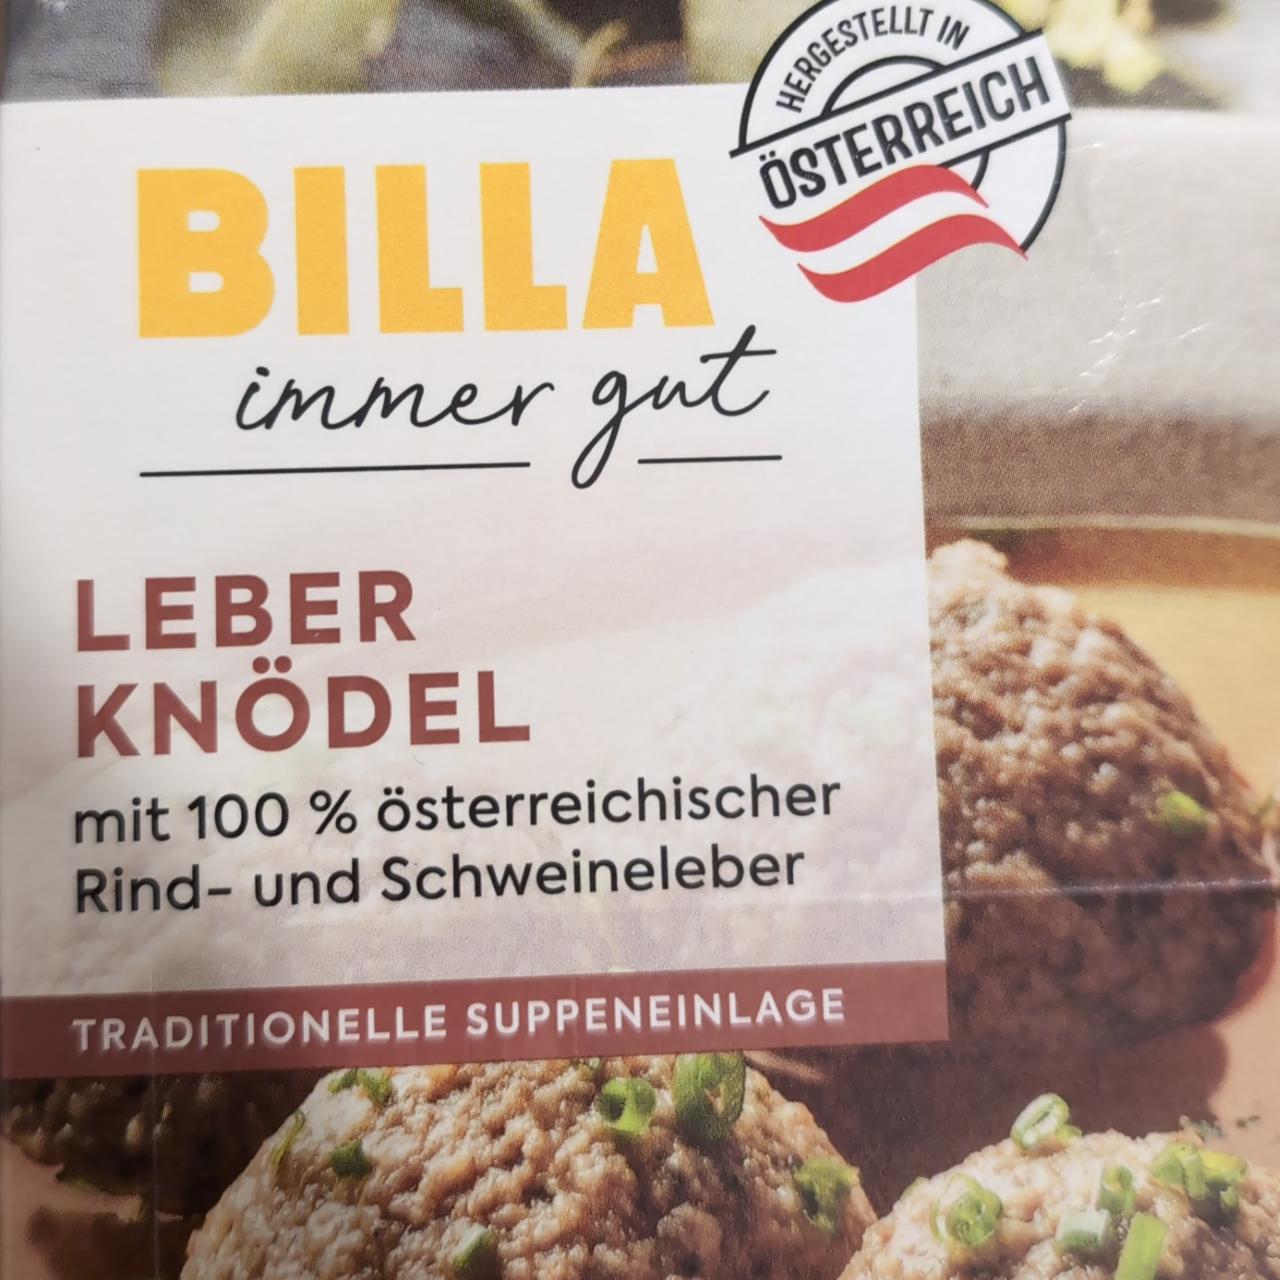 HERGESTELLT IN
ÖSTERREICH
BILLA
immer gut
LEBER
KNÖDEL
mit 100 % österreichischer
Rind- und Schweineleber
TRADITIONELLE SUPPENEINLAGE